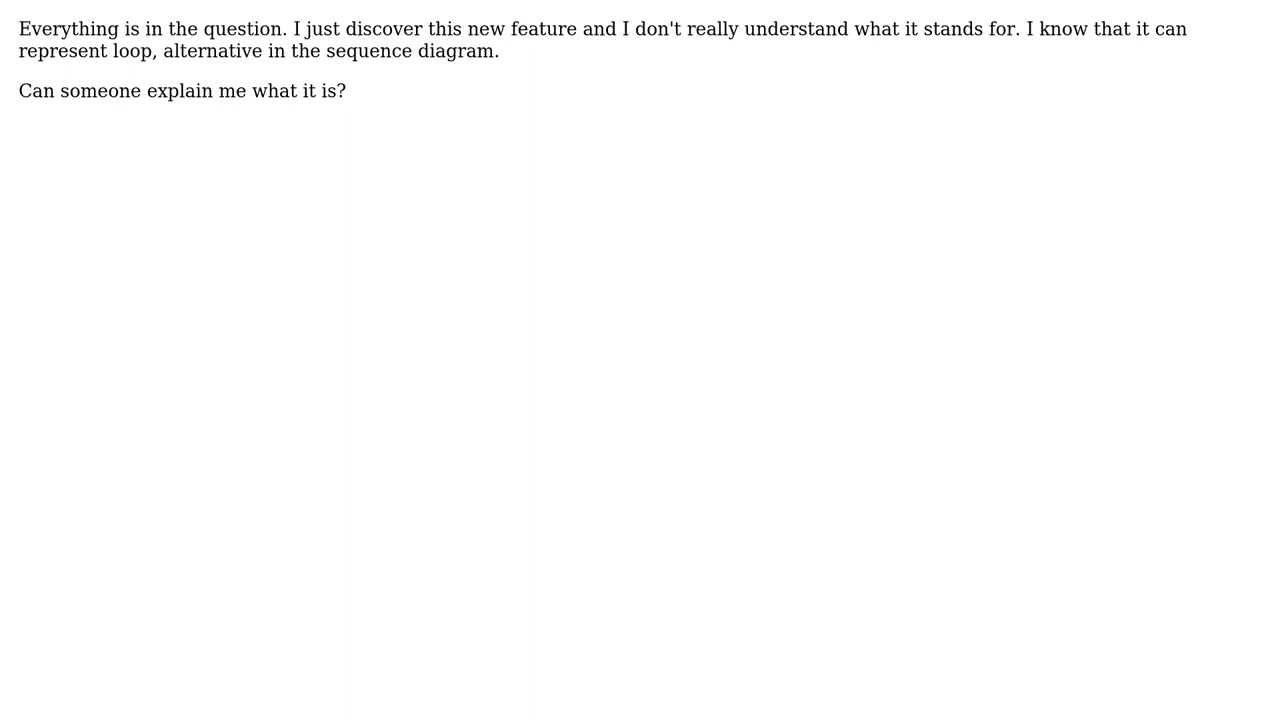 Everything is in the question. I just discover this new feature and I don't really understand what it stands for. I know that it can
represent loop, alternative in the sequence diagram.
Can someone explain me what it is?